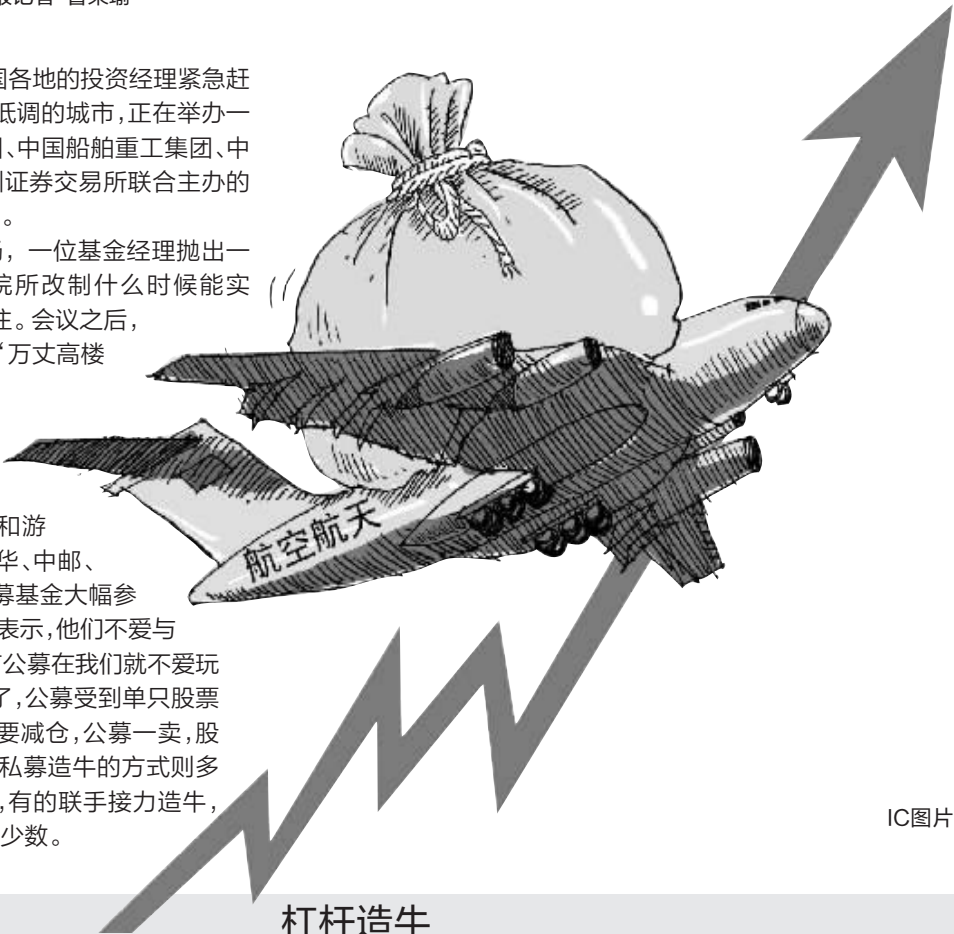 国各地的投资经理紧急赶
低调的城市,正在举办一
、中国船舶重工集团、中
圳证券交易所联合主办的
。
一位基金经理抛出一
院所改制什么时候能实
注。会议之后,
“万丈高楼
和游
华、中邮、
募基金大幅参
表示,他们不爱与
公募在我们就不爱玩
了,公募受到单只股票
要减仓,公募一卖,股
私募造牛的方式则多
,有的联手接力造牛,
少数。
航空航天
IC图片
杠杆造牛